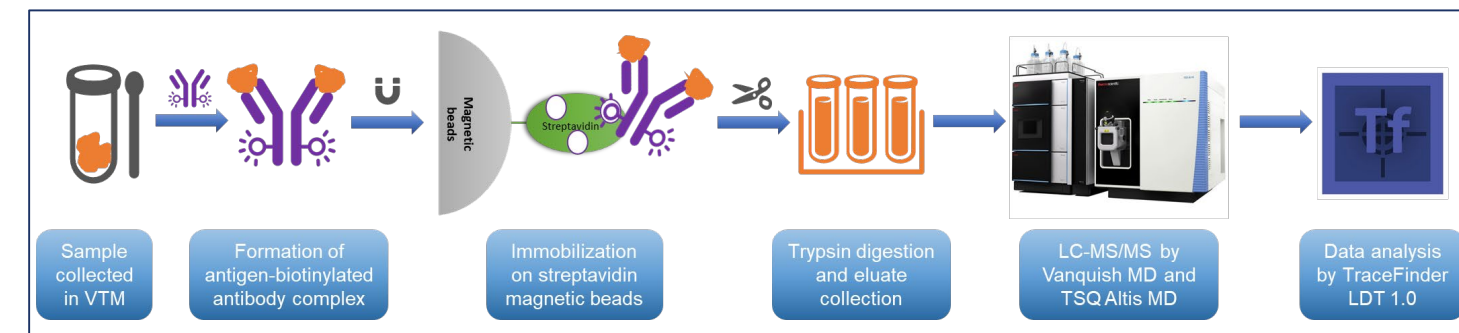 Magnetic
beads
Streptavidin
Tf
Sample
collected
in VTM
Formation of
antigen-biotinylated
antibody complex
Immobilization
on streptavidin
magnetic beads
Trypsin digestion
and eluate
collection
LC-MS/MS by
Vanquish MD and
TSQ Altis MD
Data analysis
by TraceFinder
LDT 1.0